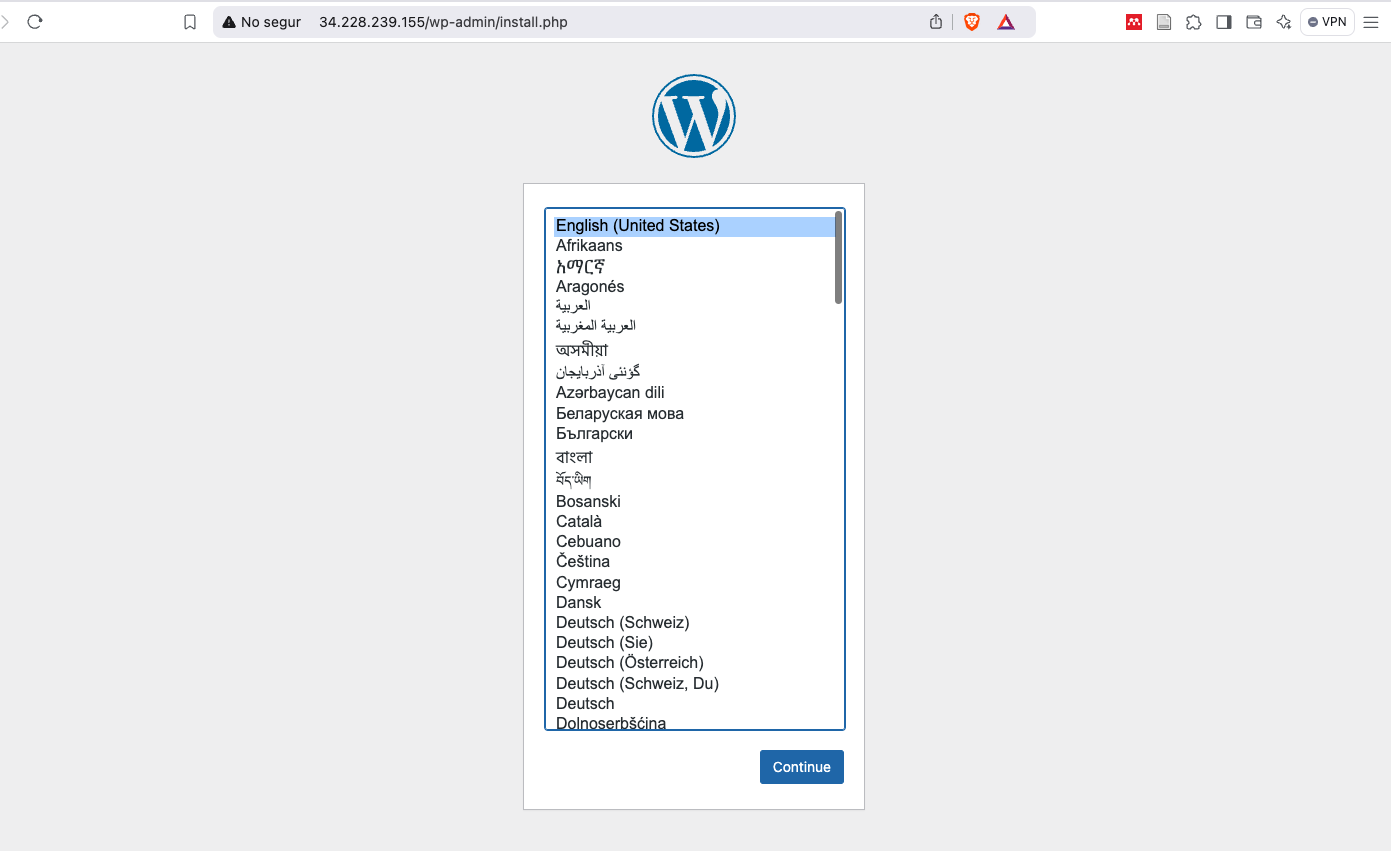 No segur 34.228.239.155/wp-admin/install.php VPN
English (United States)
Afrikaans
አማርኛ
Aragonés
العربية
العربية المغربية
অসমীয়া
گؤنئی آذربایجان
Azərbaycan dili
Беларуская мова
Български
বাংলা
བོད་ཡིག
Bosanski
Català
Cebuano
Čeština
Cymraeg
Dansk
Deutsch (Schweiz)
Deutsch (Sie)
Deutsch (Österreich)
Deutsch (Schweiz, Du)
Deutsch
Dolnoserbšćina
Continue